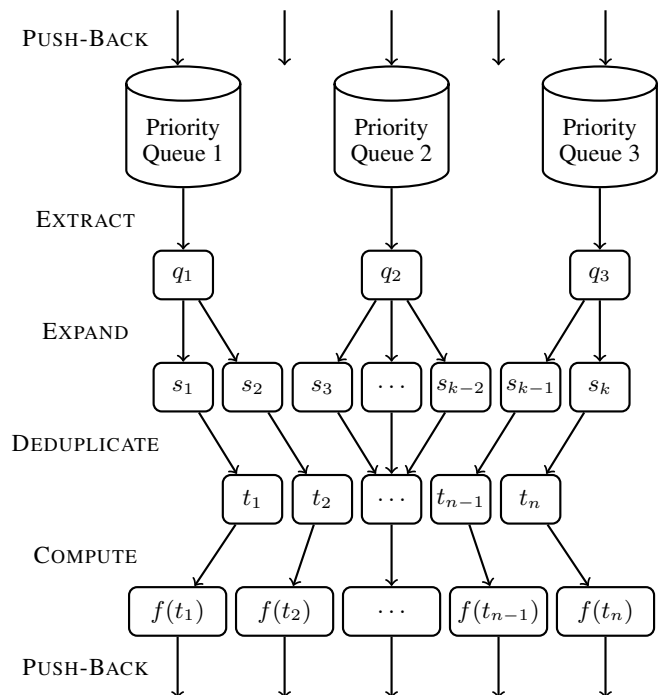 PUSH-BACK
Priority Queue 1
Priority Queue 2
Priority Queue 3
EXTRACT
q₁ q₂ q₃
EXPAND
s₁ s₂ s₃ ⋯ sₖ₋₂ sₖ₋₁ sₖ
DEDUPLICATE
t₁ t₂ ⋯ tₙ₋₁ tₙ
COMPUTE
f(t₁) f(t₂) ⋯ f(tₙ₋₁) f(tₙ)
PUSH-BACK